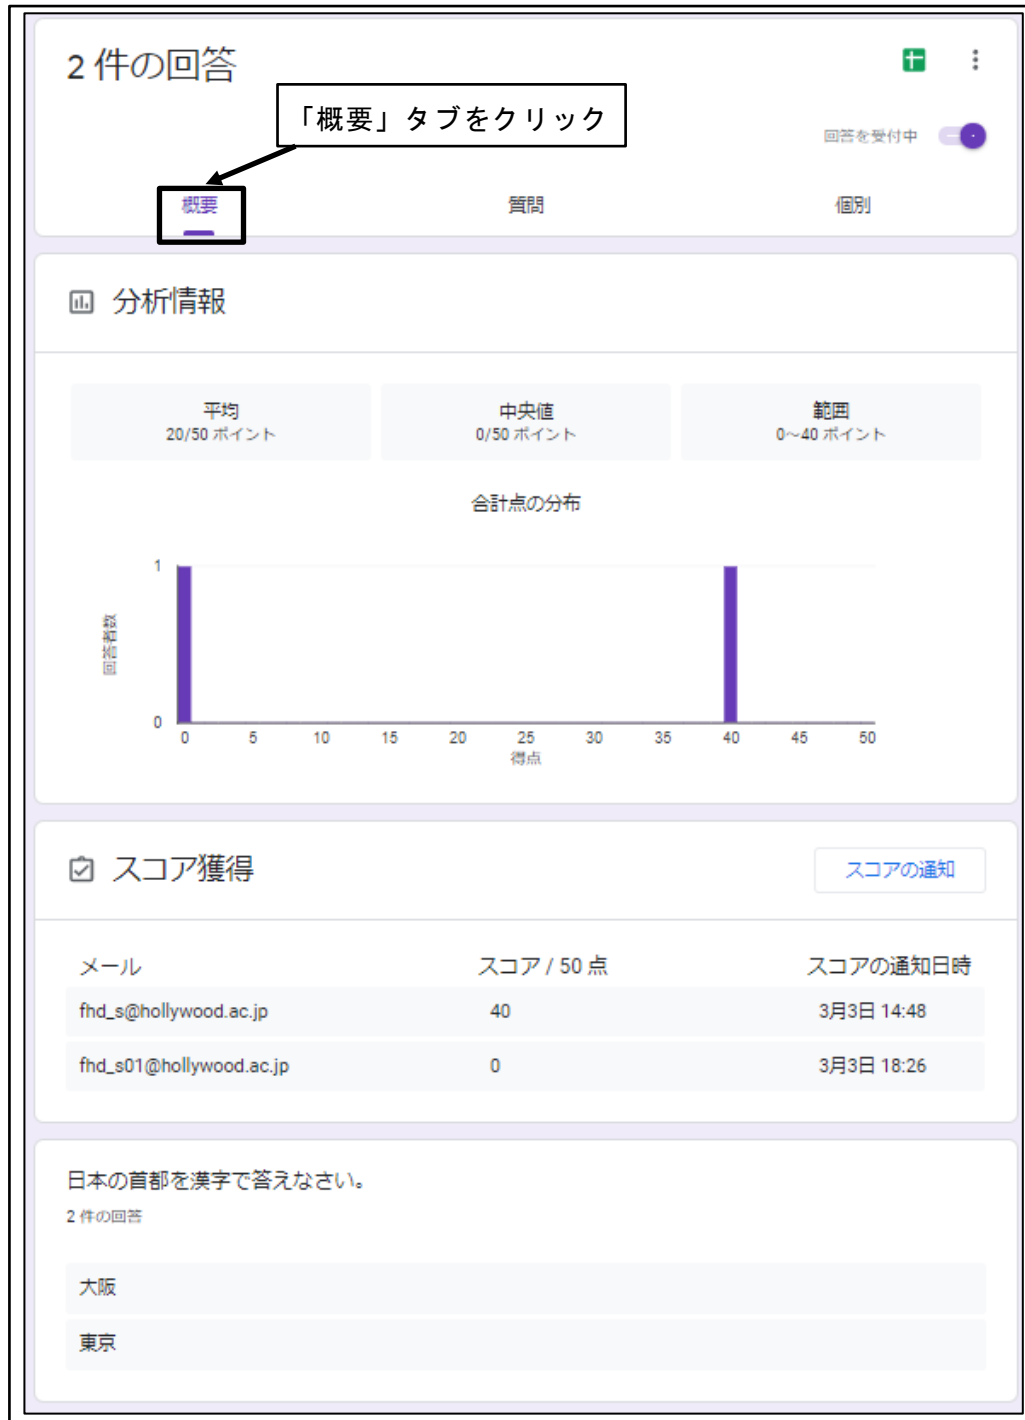 2 件の回答
「概要」タブをクリック
回答を受付中
概要 質問 個別
分析情報
平均 中央値 範囲
20/50 ポイント 0/50 ポイント 0～40 ポイント
合計点の分布
1
回答者数
0
0 5 10 15 20 25 30 35 40 45 50
得点
スコア獲得 スコアの通知
メール スコア / 50 点 スコアの通知日時
fhd_s@hollywood.ac.jp 40 3月3日 14:48
fhd_s01@hollywood.ac.jp 0 3月3日 18:26
日本の首都を漢字で答えなさい。
2 件の回答
大阪
東京